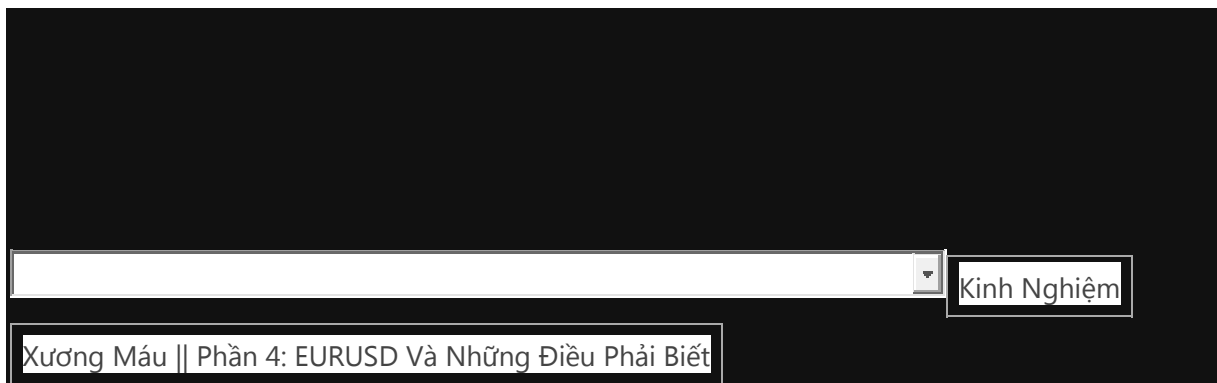 Kinh Nghiệm
Xương Máu || Phần 4: EURUSD Và Những Điều Phải Biết